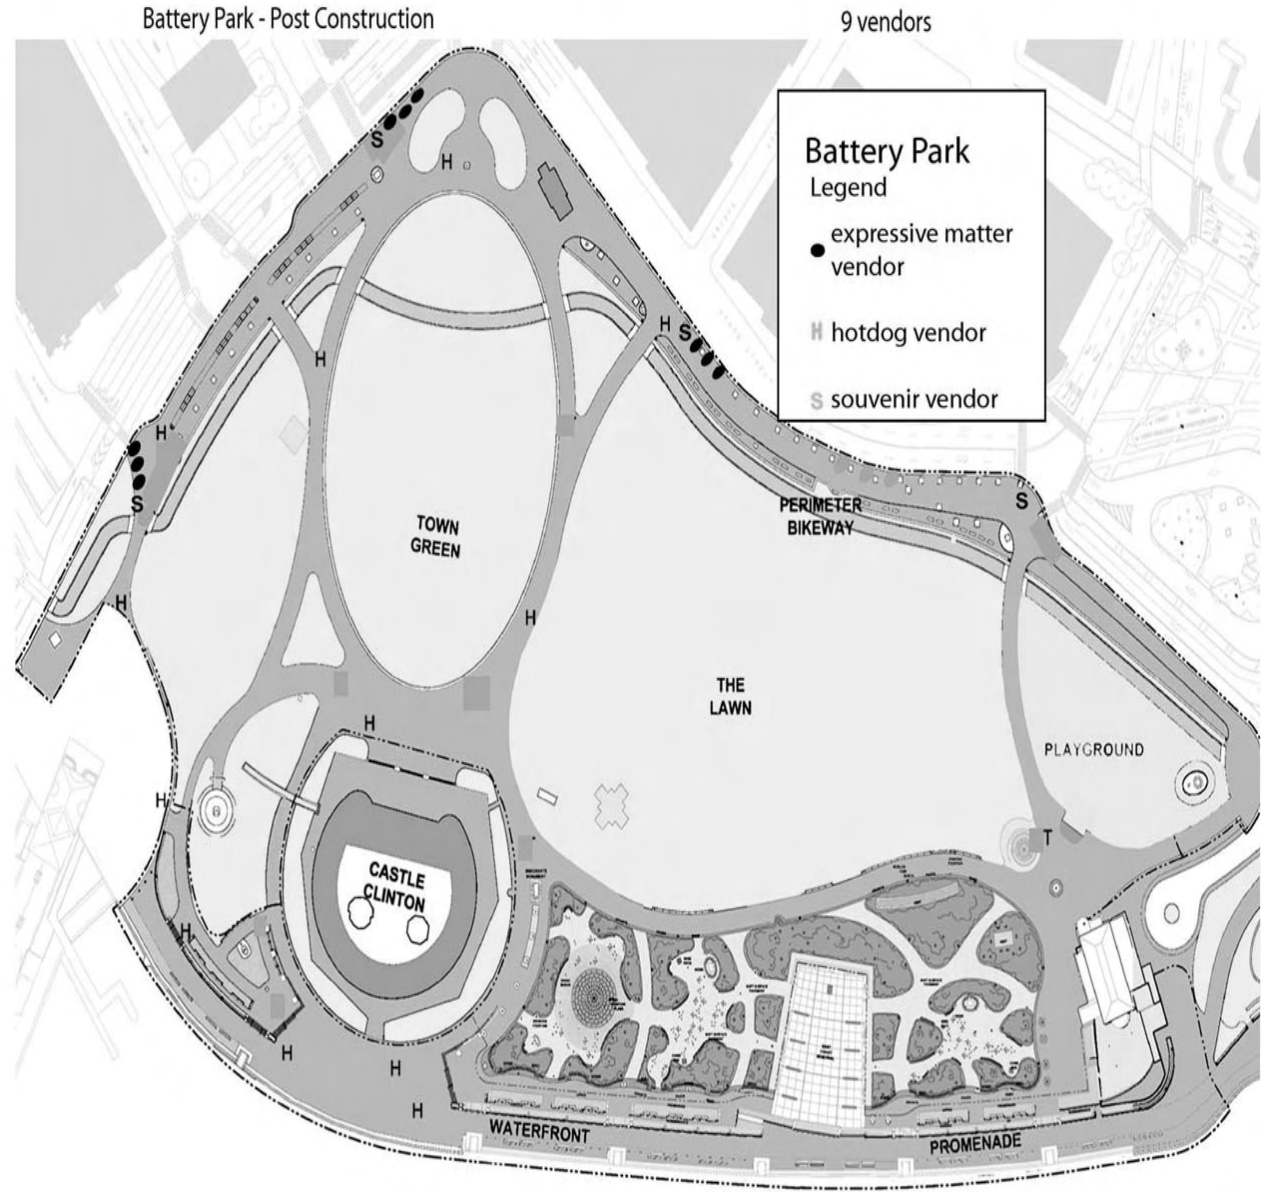 Battery Park - Post Construction
9 vendors
Battery Park
Legend
expressive matter
vendor
H hotdog vendor
S souvenir vendor
S
H
H
S
H
H
S
S
PERIMETER
BIKEWAY
TOWN
GREEN
H
H
THE
LAWN
H
PLAYGROUND
H
T
CASTLE
CLINTON
H
H
H
H
WATERFRONT
PROMENADE